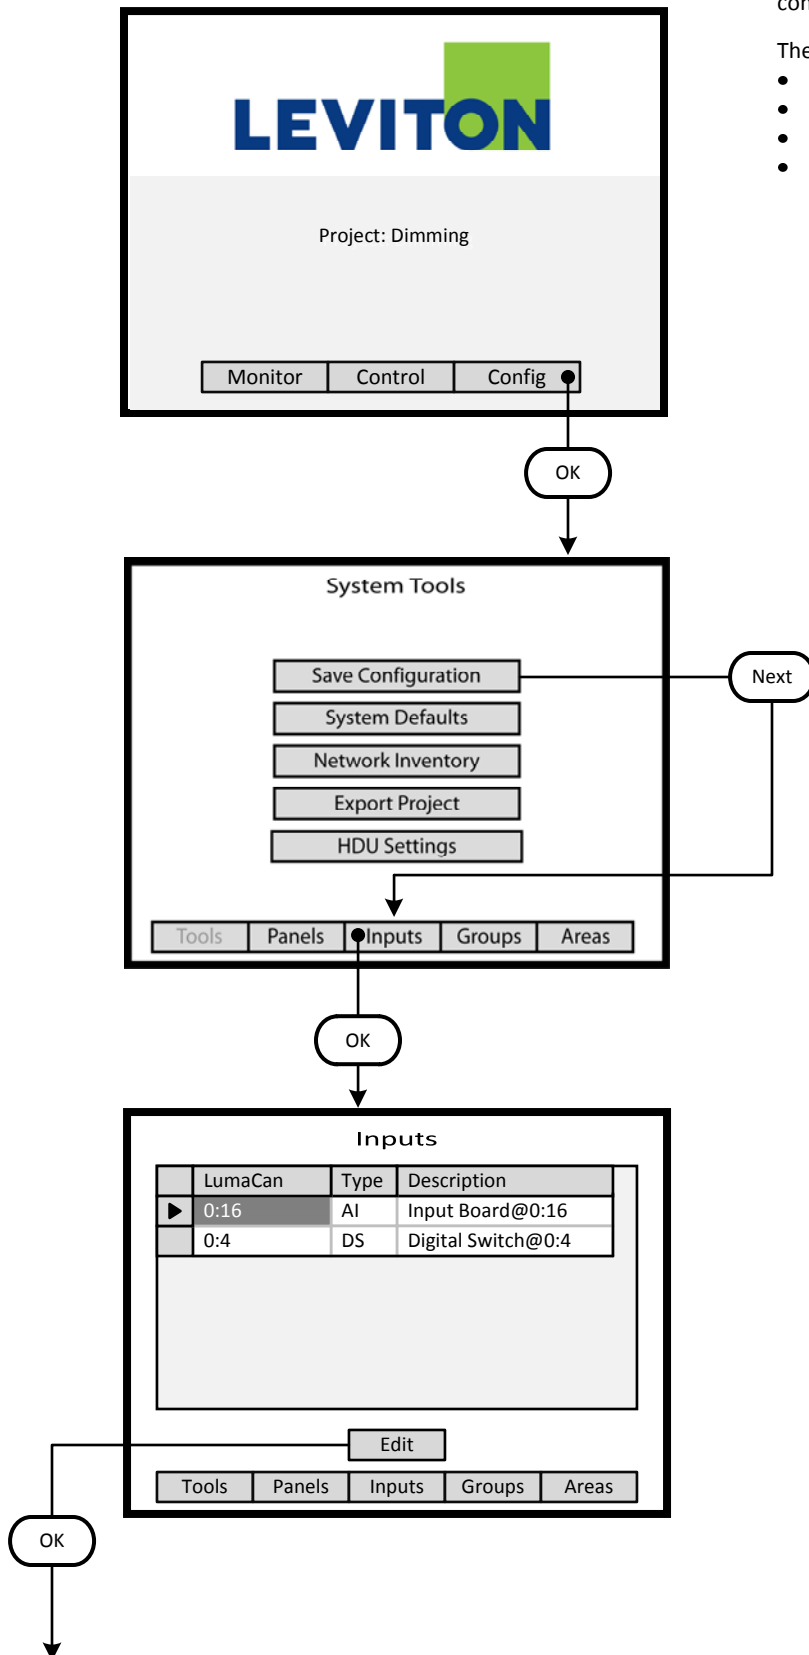 The
LEVITON
Project: Dimming
Monitor Control Config
OK
System Tools
Save Configuration
Next
System Defaults
Network Inventory
Export Project
HDU Settings
Tools Panels Inputs Groups Areas
OK
Inputs
LumaCan Type Description
0:16 AI Input Board@0:16
0:4 DS Digital Switch@0:4
Edit
Tools Panels Inputs Groups Areas
OK